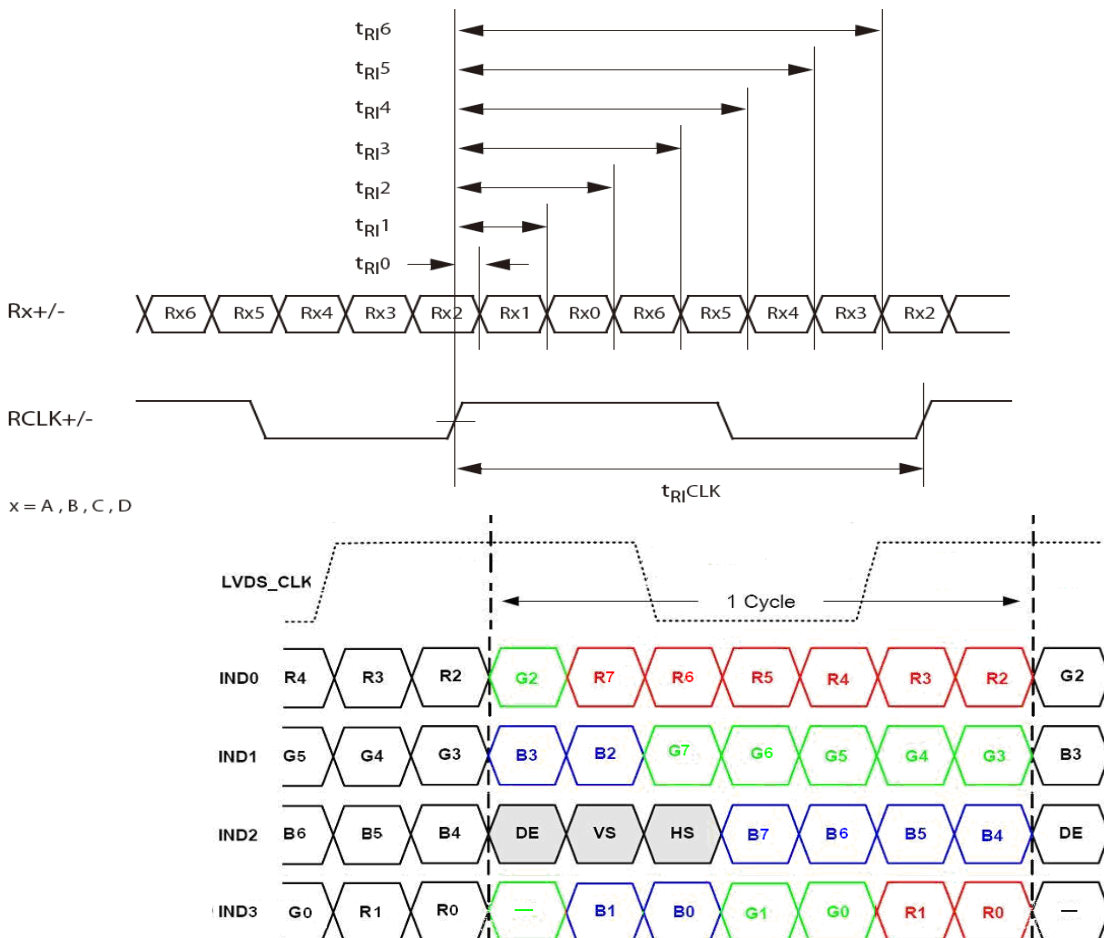 tRI6
tRI5
tRI4
tRI3
tRI2
tRI1
tRI0
Rx+/- Rx6 Rx5 Rx4 Rx3 Rx2 Rx1 Rx0 Rx6 Rx5 Rx4 Rx3 Rx2
RCLK+/-
tRICLK
x = A , B , C , D
LVDS_CLK
1 Cycle
IND0 R4 R3 R2 G2 R7 R6 R5 R4 R3 R2 G2
IND1 G5 G4 G3 B3 B2 G7 G6 G5 G4 G3 B3
IND2 B6 B5 B4 DE VS HS B7 B6 B5 B4 DE
IND3 G0 R1 R0 — B1 B0 G1 G0 R1 R0 —